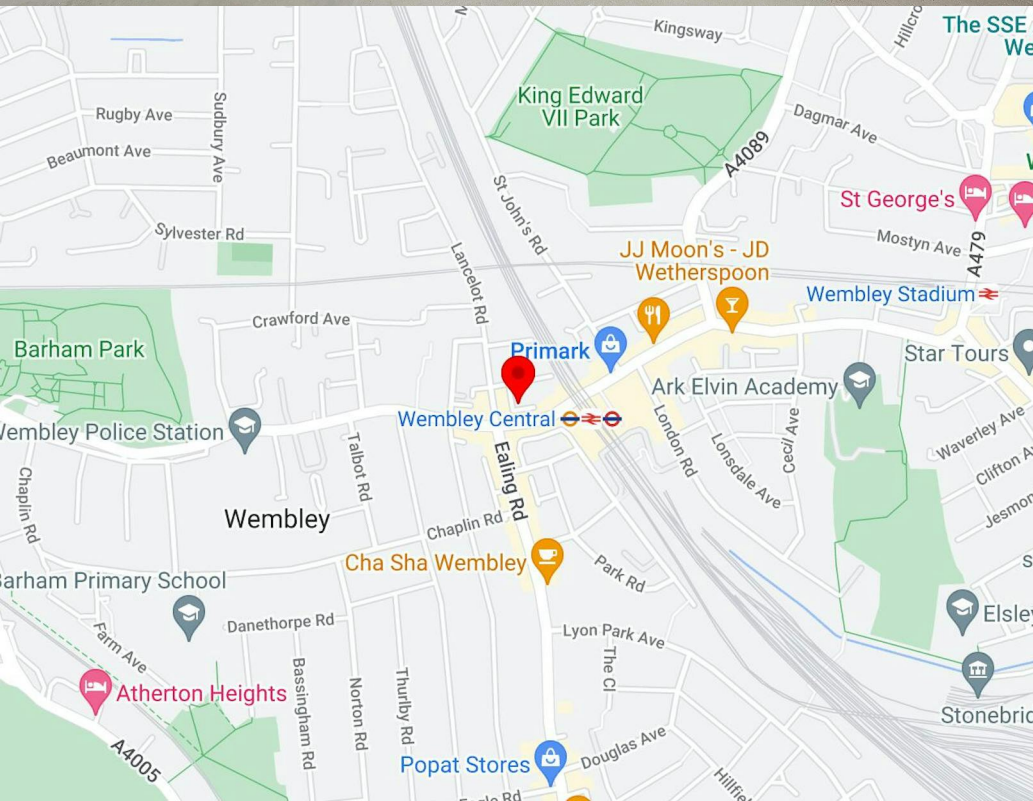 Kingsway
Hillcro
The SSE
We
King Edward
VII Park
Rugby Ave
Sudbury Ave
Dagmar Ave
Beaumont Ave
A4089
St John's Rd
St George's
Sylvester Rd
Mostyn Ave
A479
JJ Moon's - JD
Wetherspoon
Lancelot Rd
Wembley Stadium
Crawford Ave
Barham Park
Primark
Star Tours
Ark Elvin Academy
Wembley Central
Wembley Police Station
London Rd
Cecil Ave
Waverley Ave
Talbot Rd
Ealing Rd
Lonsdale Ave
Clifton A
Chaplin Rd
Jesmon
Wembley
Chaplin Rd
Cha Sha Wembley
Park Rd
Barham Primary School
Elsley
Danethorpe Rd
Lyon Park Ave
Farm Ave
The Cl
Bassingham Rd
Norton Rd
Thurlby Rd
Atherton Heights
Stonebrid
A4005
Popat Stores
Douglas Ave
Hillfie